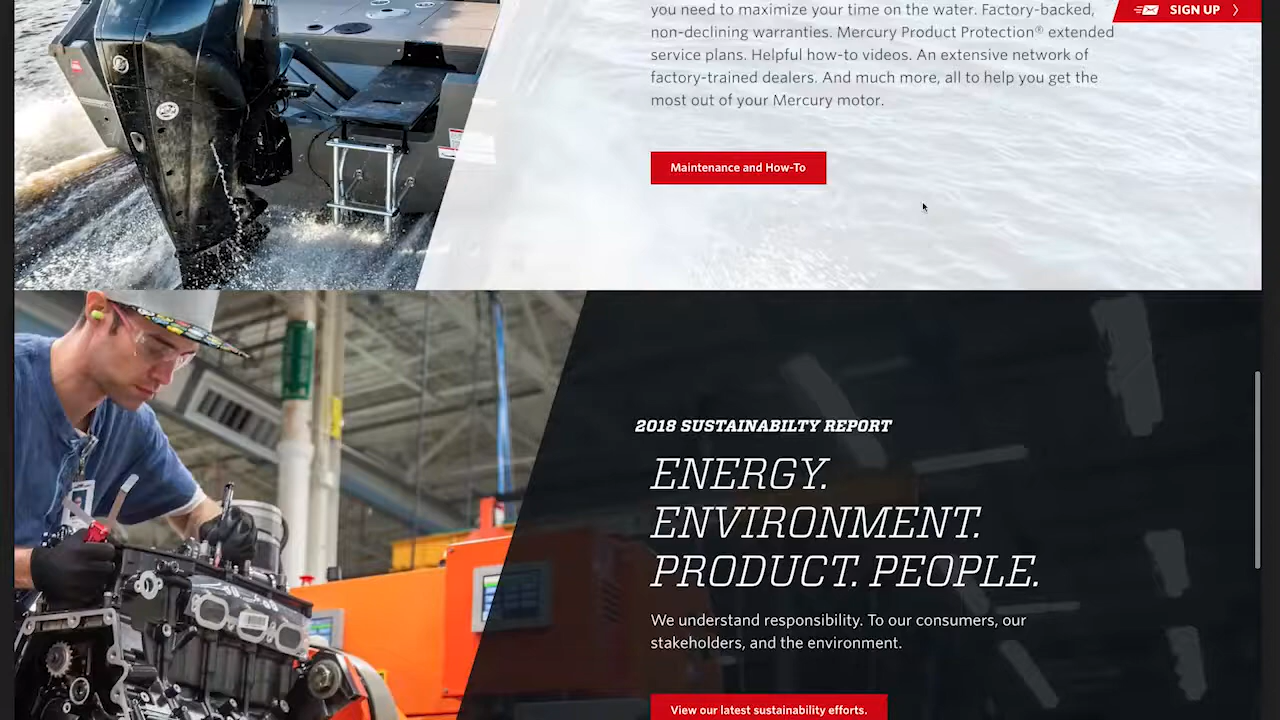 you need to maximize your time on the water. Factory-backed,
SIGN UP
non-declining warranties. Mercury Product Protection® extended
service plans. Helpful how-to videos. An extensive network of
factory-trained dealers. And much more, all to help you get the
most out of your Mercury motor.
Maintenance and How-To
2018 SUSTAINABILTY REPORT
ENERGY.
ENVIRONMENT.
PRODUCT. PEOPLE.
We understand responsibility. To our consumers, our
stakeholders, and the environment.
View our latest sustainability efforts.